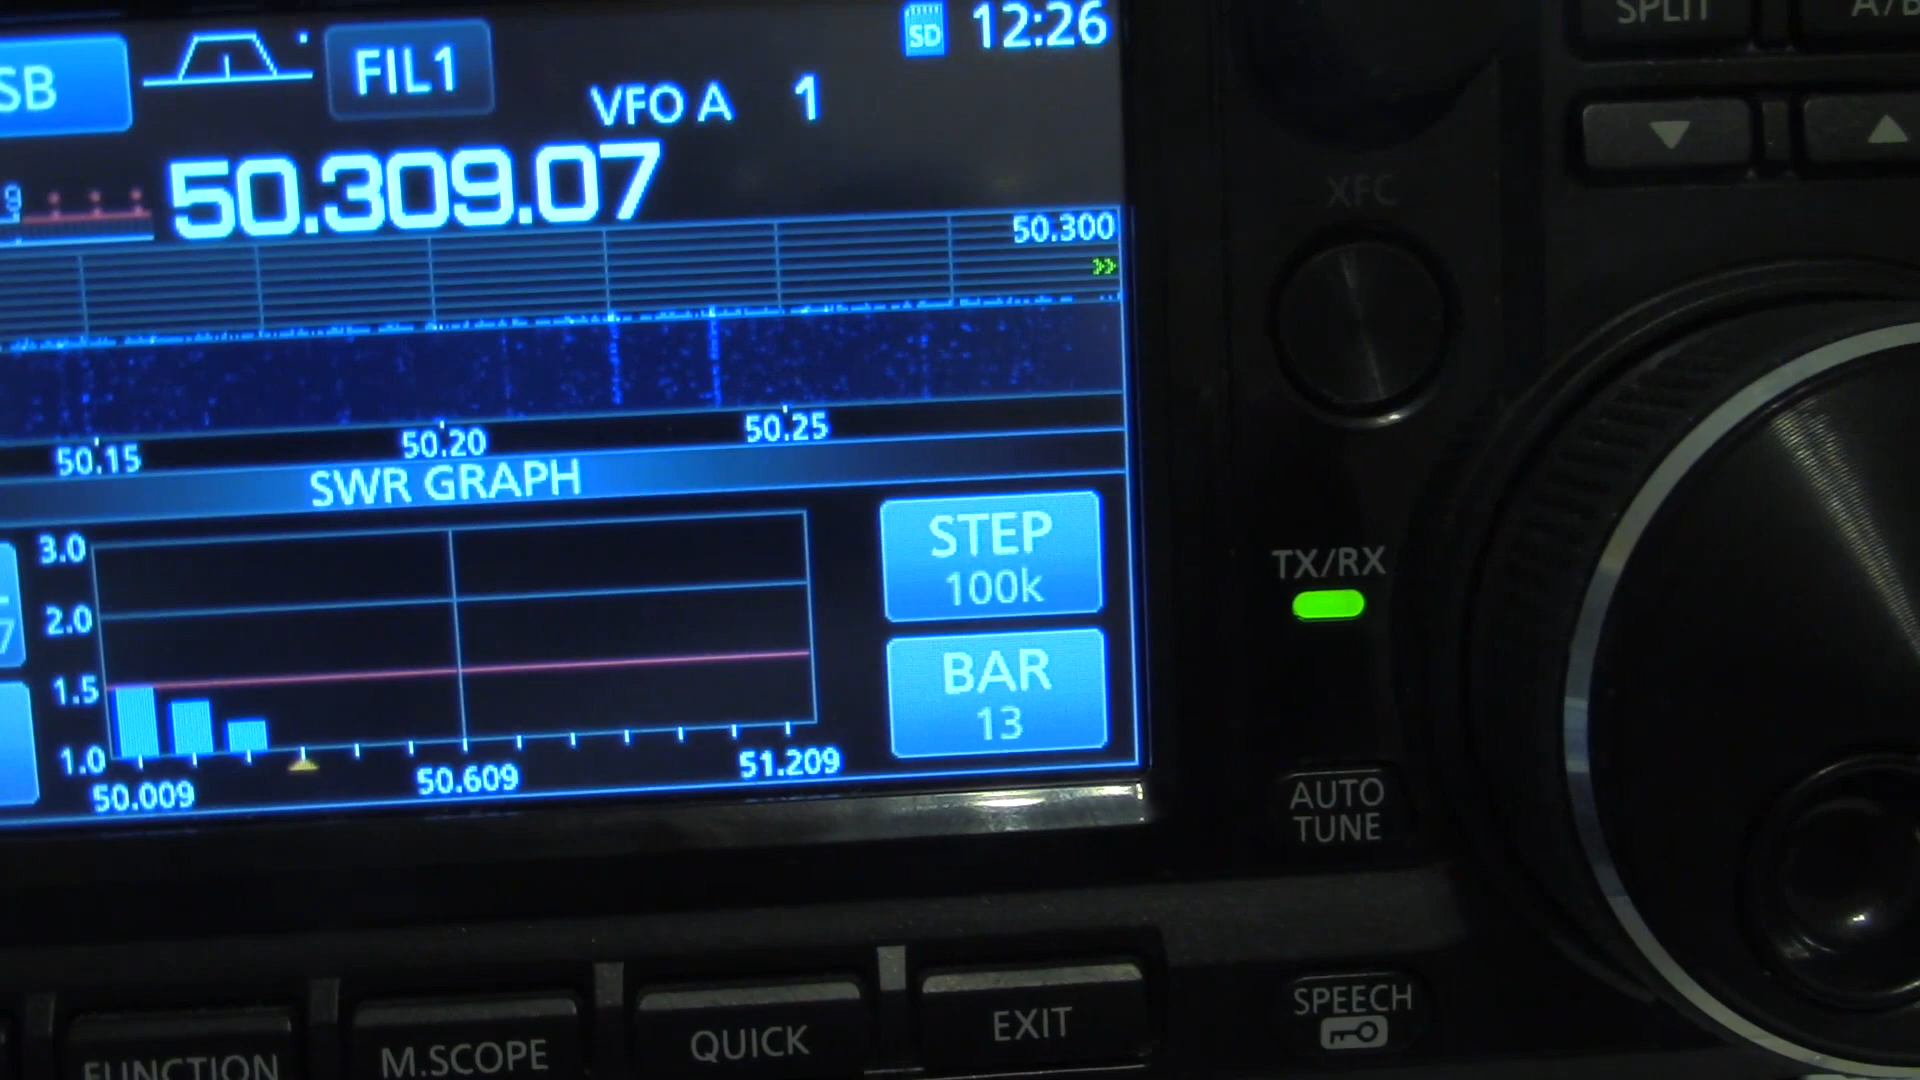 SB
FIL1
VFO A 1
SD 12:26
9
50.309.07
50.300
50.15 50.20 50.25
SWR GRAPH
3.0
2.0
1.5
1.0
50.009 50.609 51.209
7
STEP
100k
BAR
13
SPLIT
A/B
XFC
TX/RX
AUTO
TUNE
SPEECH
FUNCTION
M.SCOPE
QUICK
EXIT